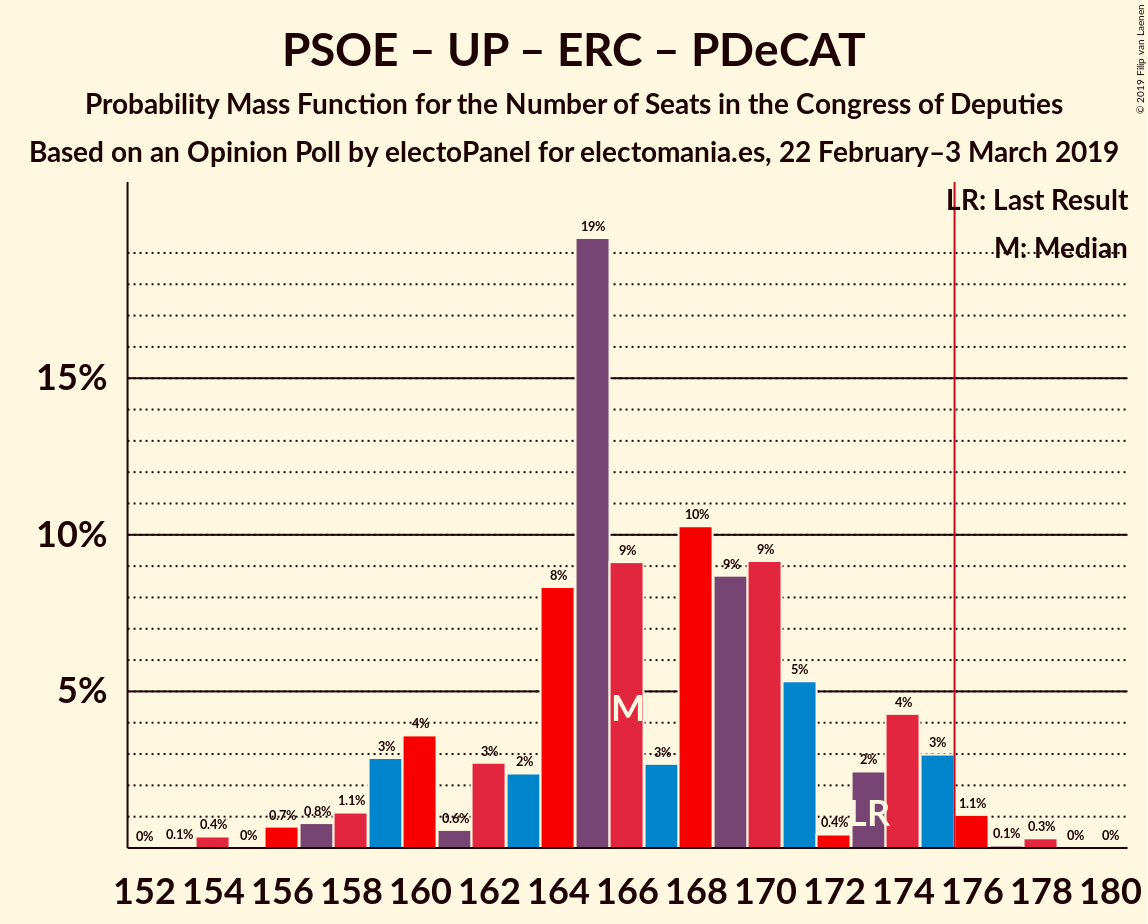 PSOE – UP – ERC – PDeCAT
Probability Mass Function for the Number of Seats in the Congress of Deputies
Based on an Opinion Poll by electoPanel for electomania.es, 22 February–3 March 2019
© 2019 Filip van Laenen
LR: Last Result
M: Median
15%
10%
5%
0% 0.1% 0.4% 0% 0.7% 0.8% 1.1% 3% 4% 0.6% 3% 2% 8% 19% 9% 3% 10% 9% 9% 5% 0.4% 2% 4% 3% 1.1% 0.1% 0.3% 0% 0%
M
LR
152 154 156 158 160 162 164 166 168 170 172 174 176 178 180